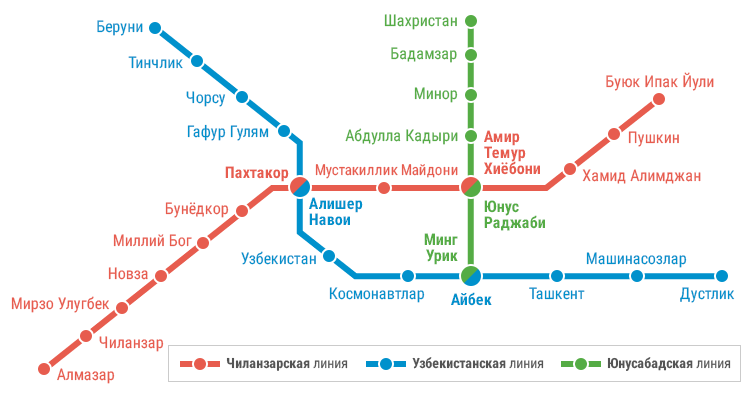 Шахристан
Беруни
Бадамзар
Тинчлик
Буюк Ипак Йули
Минор
Чорсу
Гафур Гулям
Абдулла Кадыри
Амир
Темур
Хиёбони
Пушкин
Пахтакор
Мустакиллик Майдони
Хамид Алимджан
Бунёдкор
Алишер
Навои
Юнус
Раджаби
Миллий Бог
Минг
Урик
Узбекистан
Машинасозлар
Новза
Космонавтлар
Айбек
Ташкент
Дустлик
Мирзо Улугбек
Чиланзар
Алмазар
Чиланзарская линия
Узбекистанская линия
Юнусабадская линия